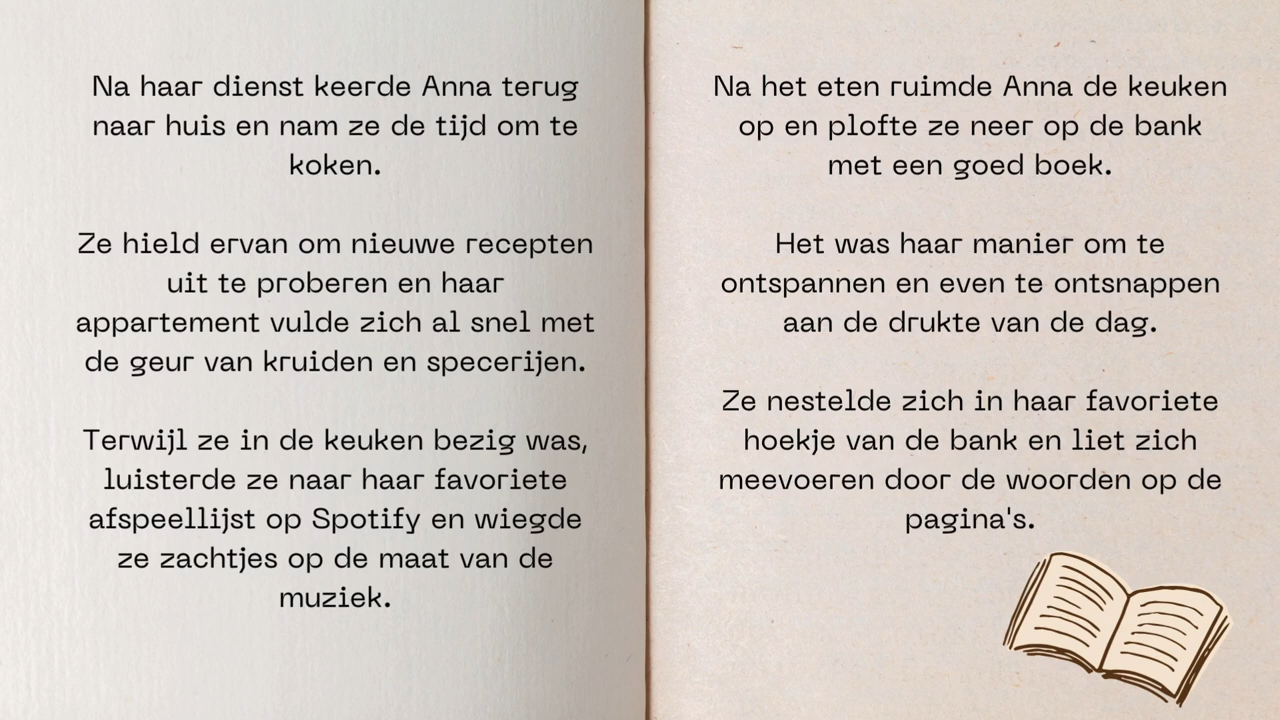 Na haar dienst keerde Anna terug
naar huis en nam ze de tijd om te
koken.
Ze hield ervan om nieuwe recepten
uit te proberen en haar
appartement vulde zich al snel met
de geur van kruiden en specerijen.
Terwijl ze in de keuken bezig was,
luisterde ze naar haar favoriete
afspeellijst op Spotify en wiegde
ze zachtjes op de maat van de
muziek.
Na het eten ruimde Anna de keuken
op en plofte ze neer op de bank
met een goed boek.
Het was haar manier om te
ontspannen en even te ontsnappen
aan de drukte van de dag.
Ze nestelde zich in haar favoriete
hoekje van de bank en liet zich
meevoeren door de woorden op de
pagina's.